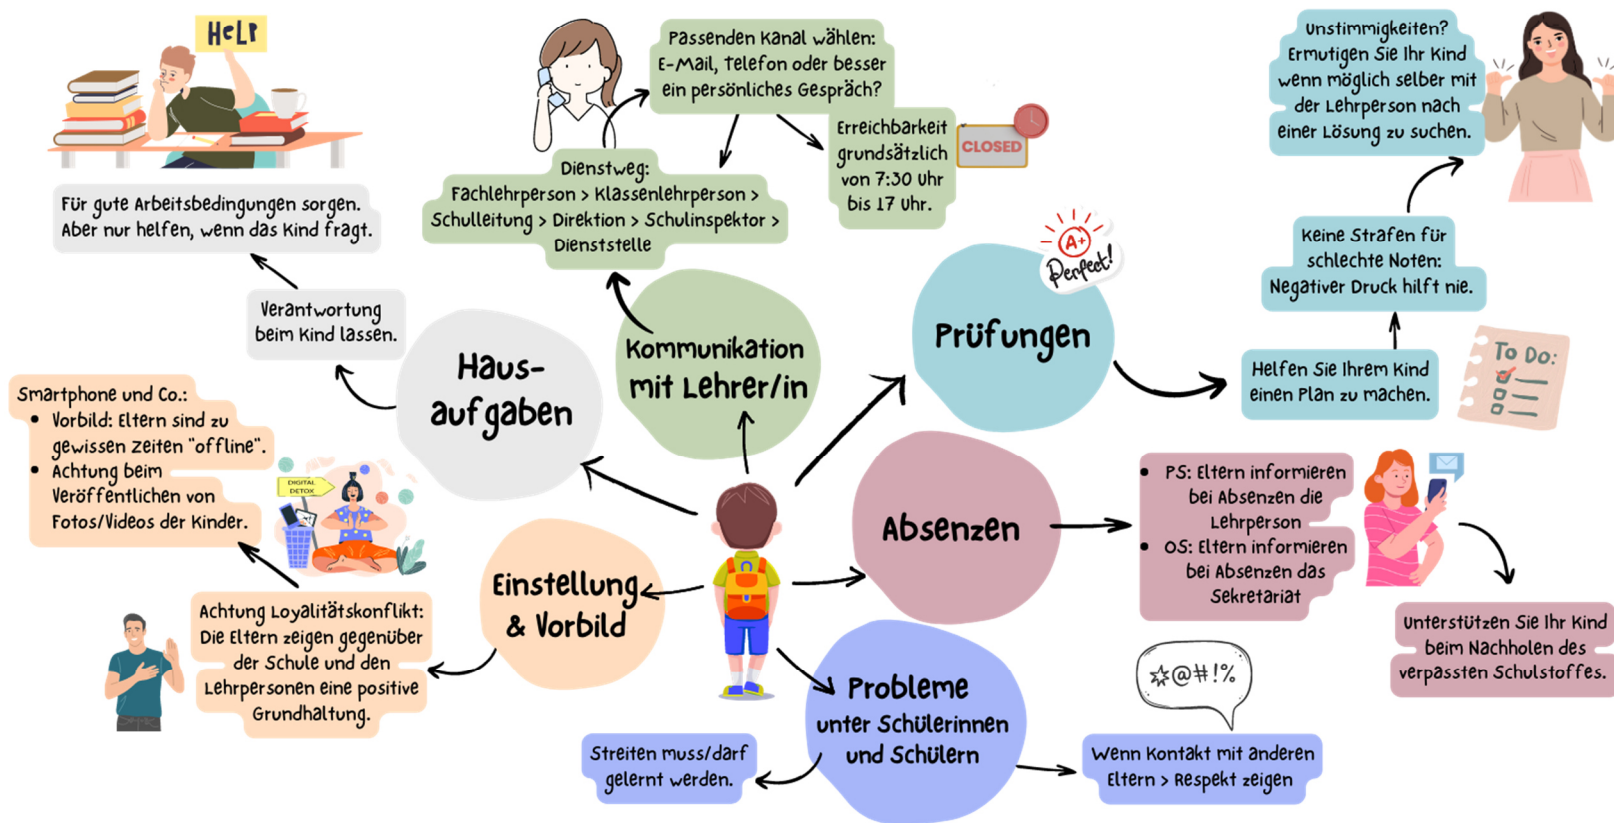 HELP
Für gute Arbeitsbedingungen sorgen.
Aber nur helfen, wenn das Kind fragt.
Verantwortung
beim Kind lassen.
Haus-
aufgaben
Passenden Kanal wählen:
E-Mail, Telefon oder besser
ein persönliches Gespräch?
Erreichbarkeit
grundsätzlich
von 7:30 Uhr
bis 17 Uhr.
CLOSED
Dienstweg:
Fachlehrperson > Klassenlehrperson >
Schulleitung > Direktion > Schulinspektor >
Dienststelle
Kommunikation
mit Lehrer/in
A+
Perfect!
Prüfungen
Unstimmigkeiten?
Ermutigen Sie Ihr Kind
wenn möglich selber mit
der Lehrperson nach
einer Lösung zu suchen.
Keine Strafen für
schlechte Noten:
Negativer Druck hilft nie.
Helfen Sie Ihrem Kind
einen Plan zu machen.
To Do:
Smartphone und Co.:
• Vorbild: Eltern sind zu
gewissen Zeiten "offline".
• Achtung beim
Veröffentlichen von
Fotos/Videos der Kinder.
DIGITAL
DETOX
Einstellung
& Vorbild
Achtung Loyalitätskonflikt:
Die Eltern zeigen gegenüber
der Schule und den
Lehrpersonen eine positive
Grundhaltung.
Absenzen
• PS: Eltern informieren
bei Absenzen die
Lehrperson
• OS: Eltern informieren
bei Absenzen das
Sekretariat
Unterstützen Sie Ihr Kind
beim Nachholen des
verpassten Schulstoffes.
Probleme
unter Schülerinnen
und Schülern
Streiten muss/darf
gelernt werden.
☆@#!%
Wenn Kontakt mit anderen
Eltern > Respekt zeigen